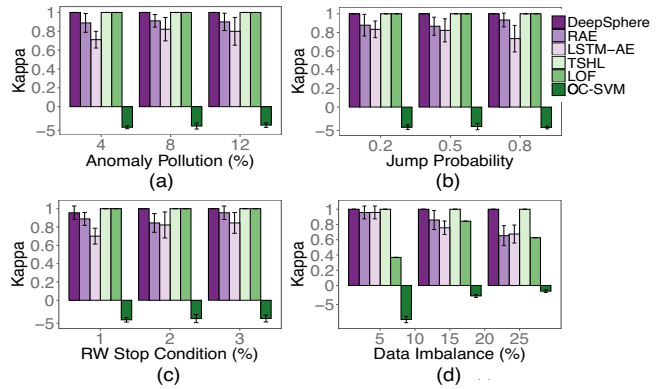 Kappa
1
0.8
0.6
0.4
0.2
0
-5
4 8 12
Anomaly Pollution (%)
(a)
Kappa
1
0.8
0.6
0.4
0.2
0
-5
0.2 0.5 0.8
Jump Probability
(b)
DeepSphere
RAE
LSTM-AE
TSHL
LOF
OC-SVM
Kappa
1
0.8
0.6
0.4
0.2
0
-5
1 2 3
RW Stop Condition (%)
(c)
Kappa
1
0.8
0.6
0.4
0.2
0
-5
5 10 15 20 25
Data Imbalance (%)
(d)